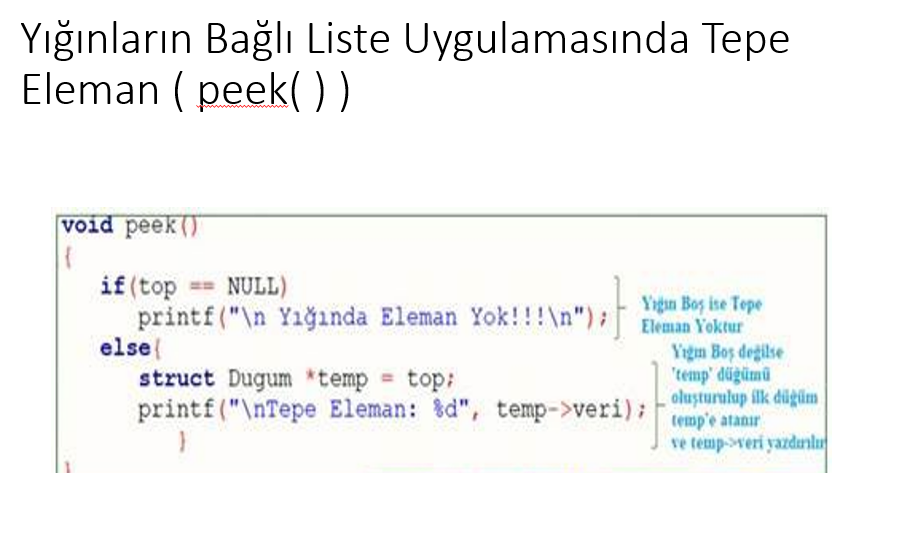 Yığınların Bağlı Liste Uygulamasında Tepe
Eleman ( peek( ) )
void peek()
{
if(top == NULL)
printf("\n Yığında Eleman Yok!!!\n");
Yığın Boş ise Tepe
Eleman Yoktur
else{
struct Dugum *temp = top;
printf("\nTepe Eleman: %d", temp->veri);
}
Yığın Boş değilse
'temp' düğümü
oluşturulup ilk düğüm
temp'e atanır
ve temp->veri yazdırılır
}